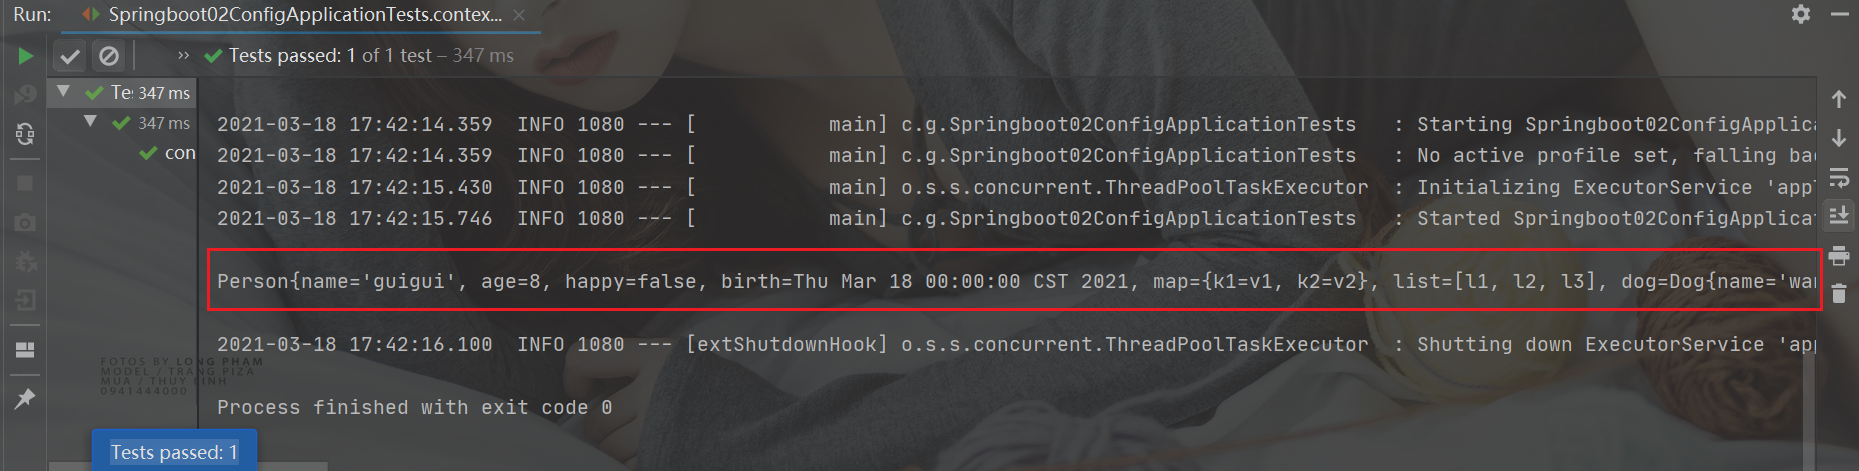 Run: Springboot02ConfigApplicationTests.contex...
Tests passed: 1 of 1 test – 347 ms
Te: 347 ms
347 ms
con
2021-03-18 17:42:14.359  INFO 1080 --- [           main] c.g.Springboot02ConfigApplicationTests   : Starting Springboot02ConfigApplica
2021-03-18 17:42:14.359  INFO 1080 --- [           main] c.g.Springboot02ConfigApplicationTests   : No active profile set, falling bac
2021-03-18 17:42:15.430  INFO 1080 --- [           main] o.s.s.concurrent.ThreadPoolTaskExecutor  : Initializing ExecutorService 'appl
2021-03-18 17:42:15.746  INFO 1080 --- [           main] c.g.Springboot02ConfigApplicationTests   : Started Springboot02ConfigApplicat
Person{name='guigui', age=8, happy=false, birth=Thu Mar 18 00:00:00 CST 2021, map={k1=v1, k2=v2}, list=[l1, l2, l3], dog=Dog{name='wan
2021-03-18 17:42:16.100  INFO 1080 --- [extShutdownHook] o.s.s.concurrent.ThreadPoolTaskExecutor  : Shutting down ExecutorService 'app
Process finished with exit code 0
FOTOS BY LONG PHAM
MODEL / TRANG PIZA
MUA / THUY LINH
0941444000
Tests passed: 1